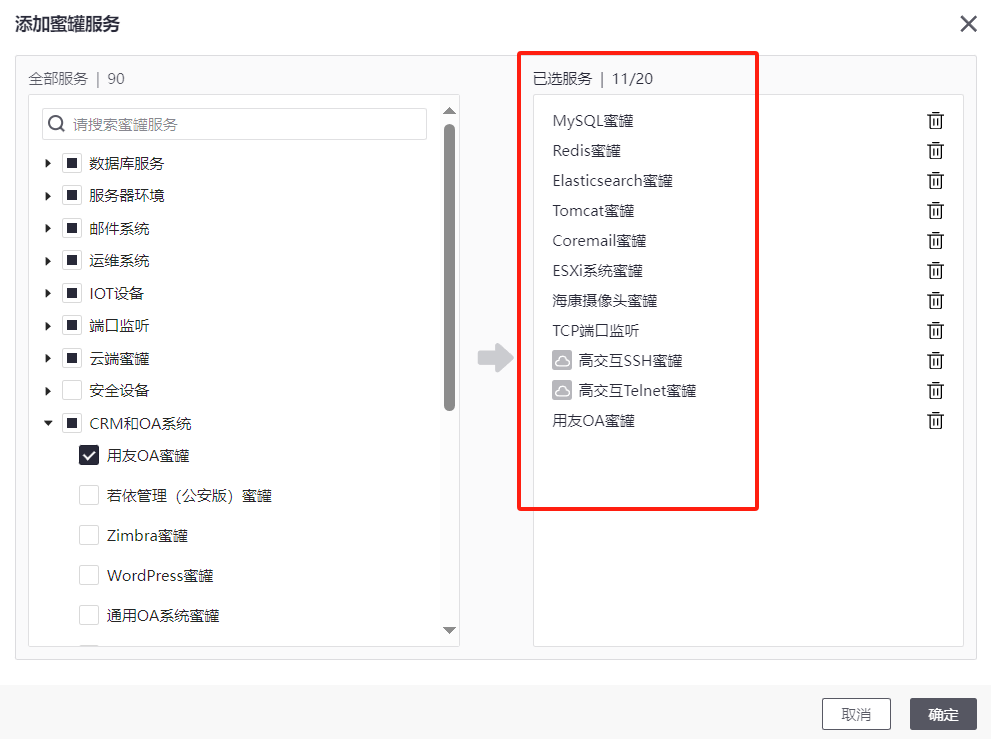 添加蜜罐服务
全部服务 | 90
请搜索蜜罐服务
数据库服务
服务器环境
邮件系统
运维系统
IOT设备
端口监听
云端蜜罐
安全设备
CRM和OA系统
用友OA蜜罐
若依管理（公安版）蜜罐
Zimbra蜜罐
WordPress蜜罐
通用OA系统蜜罐
已选服务 | 11/20
MySQL蜜罐
Redis蜜罐
Elasticsearch蜜罐
Tomcat蜜罐
Coremail蜜罐
ESXi系统蜜罐
海康摄像头蜜罐
TCP端口监听
高交互SSH蜜罐
高交互Telnet蜜罐
用友OA蜜罐
取消
确定